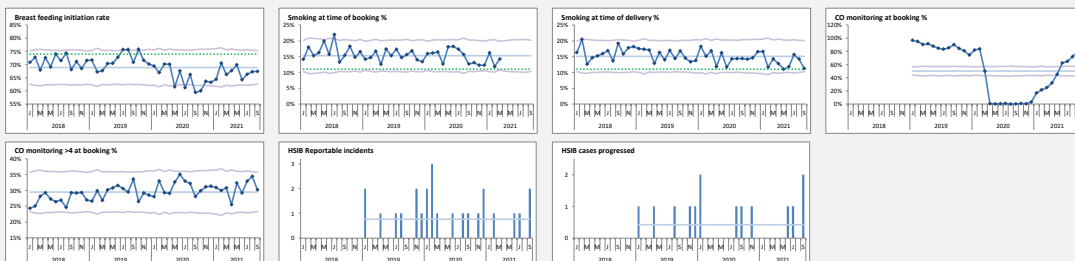 Breast feeding initiation rate
85%
80%
75%
70%
65%
60%
55%
J M M J S N J M M J S N J M M J S N J M M J S
2018 2019 2020 2021
Smoking at time of booking %
25%
20%
15%
10%
5%
0%
J M M J S N J M M J S N J M M J S N J M M J S
2018 2019 2020 2021
Smoking at time of delivery %
25%
20%
15%
10%
5%
0%
J M M J S N J M M J S N J M M J S N J M M J S
2018 2019 2020 2021
CO monitoring at booking %
120%
100%
80%
60%
40%
20%
0%
J M M J S N J M M J S N J M M J S N J M M J S
2018 2019 2020 2021
CO monitoring >4 at booking %
40%
35%
30%
25%
20%
15%
J M M J S N J M M J S N J M M J S N J M M J S
2018 2019 2020 2021
HSIB Reportable incidents
3
2
1
0
J M M J S N J M M J S N J M M J S N J M M J S
2018 2019 2020 2021
HSIB cases progressed
3
2
1
0
J M M J S N J M M J S N J M M J S N J M M J S
2018 2019 2020 2021